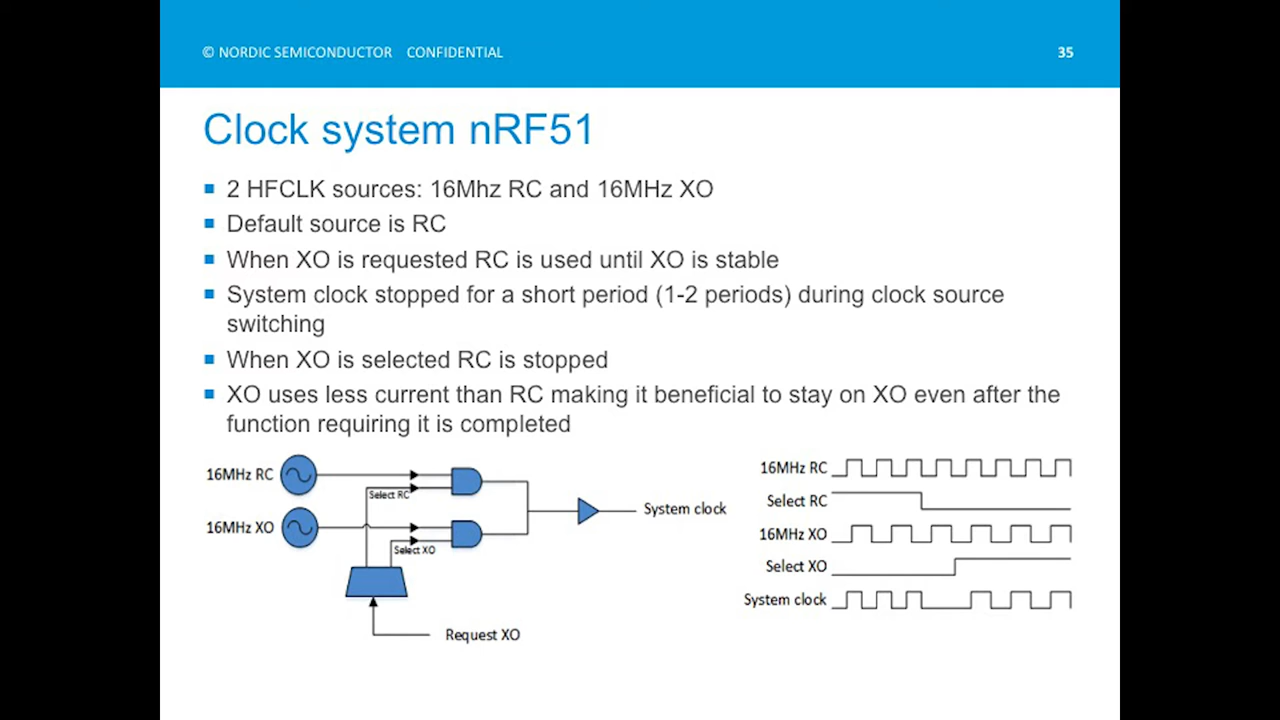 © NORDIC SEMICONDUCTOR CONFIDENTIAL 35
Clock system nRF51
2 HFCLK sources: 16Mhz RC and 16MHz XO
Default source is RC
When XO is requested RC is used until XO is stable
System clock stopped for a short period (1-2 periods) during clock source
switching
When XO is selected RC is stopped
XO uses less current than RC making it beneficial to stay on XO even after the
function requiring it is completed
16MHz RC
Select RC
16MHz XO
Select XO
System clock
Request XO
16MHz RC
Select RC
16MHz XO
Select XO
System clock